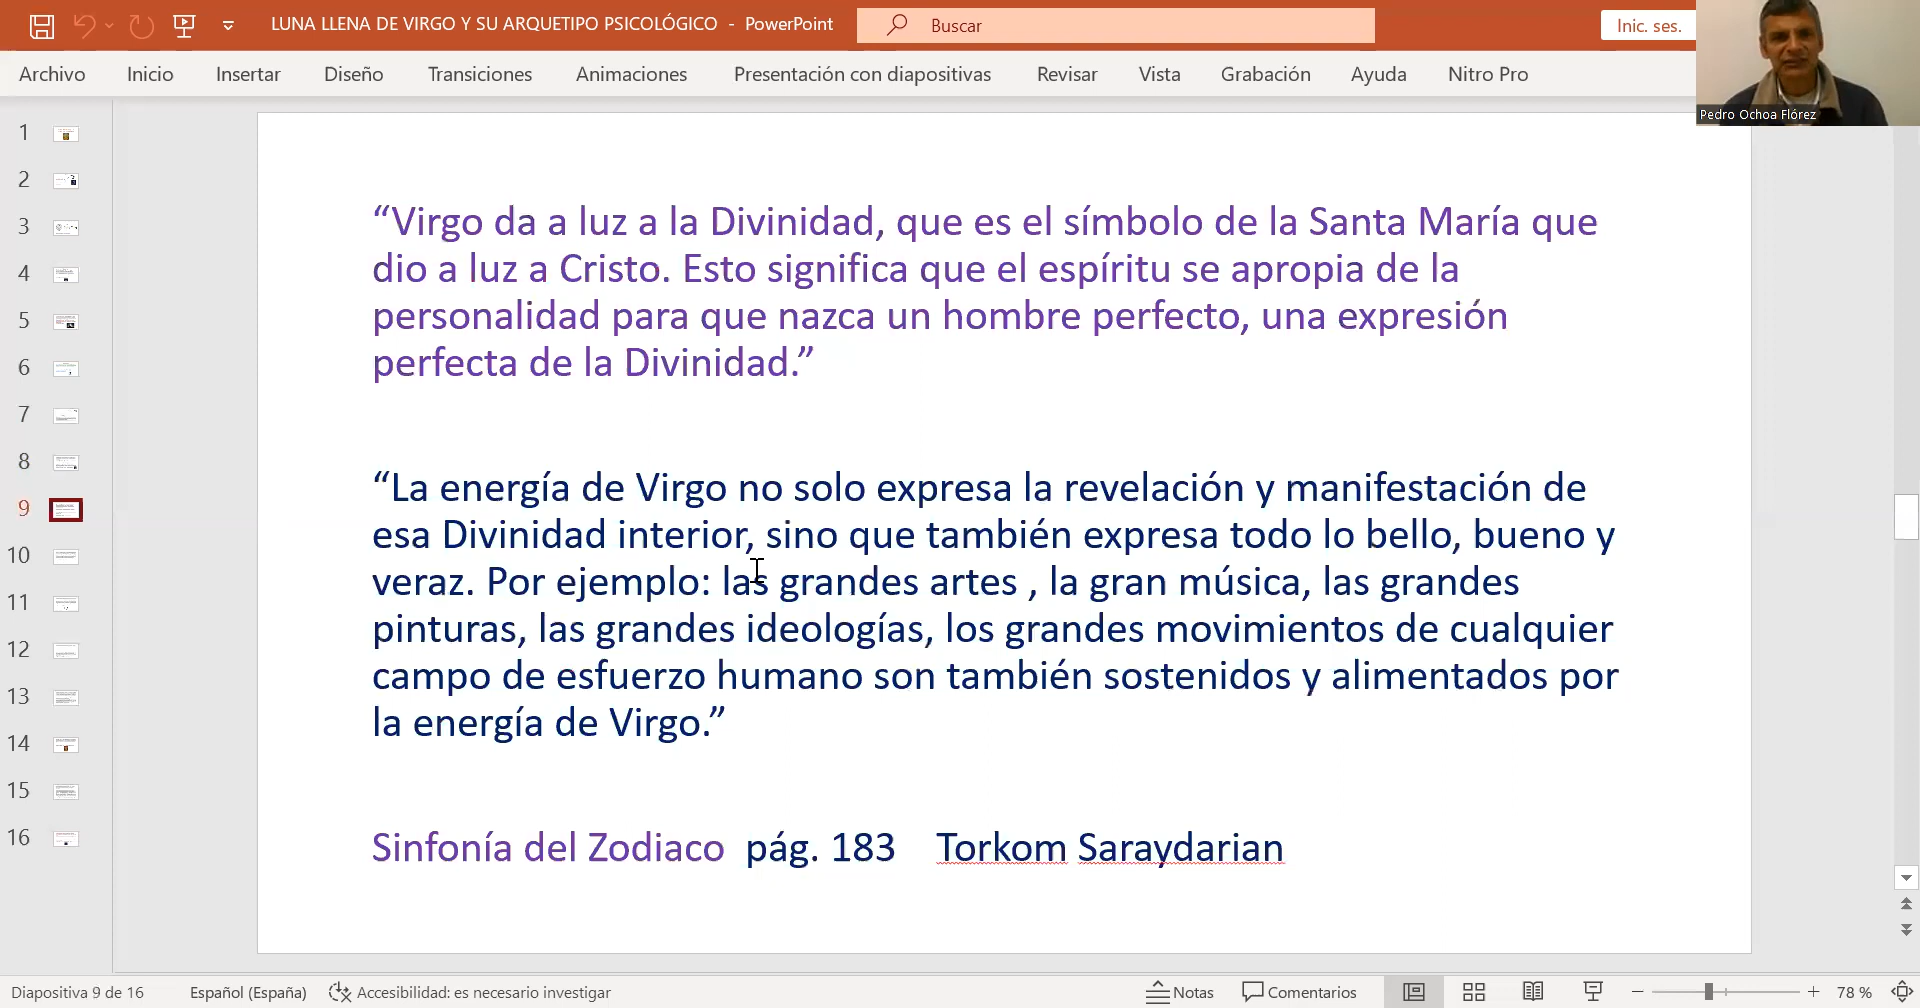 LUNA LLENA DE VIRGO Y SU ARQUETIPO PSICOLÓGICO - PowerPoint
Buscar
Inic. ses.
Archivo Inicio Insertar Diseño Transiciones Animaciones Presentación con diapositivas Revisar Vista Grabación Ayuda Nitro Pro
Pedro Ochoa Flórez
1
2
3
4
5
6
7
8
9
10
11
12
13
14
15
16
“Virgo da a luz a la Divinidad, que es el símbolo de la Santa María que
dio a luz a Cristo. Esto significa que el espíritu se apropia de la
personalidad para que nazca un hombre perfecto, una expresión
perfecta de la Divinidad.”
“La energía de Virgo no solo expresa la revelación y manifestación de
esa Divinidad interior, sino que también expresa todo lo bello, bueno y
veraz. Por ejemplo: las grandes artes , la gran música, las grandes
pinturas, las grandes ideologías, los grandes movimientos de cualquier
campo de esfuerzo humano son también sostenidos y alimentados por
la energía de Virgo.”
Sinfonía del Zodiaco pág. 183 Torkom Saraydarian
Diapositiva 9 de 16 Español (España) Accesibilidad: es necesario investigar Notas Comentarios 78 %